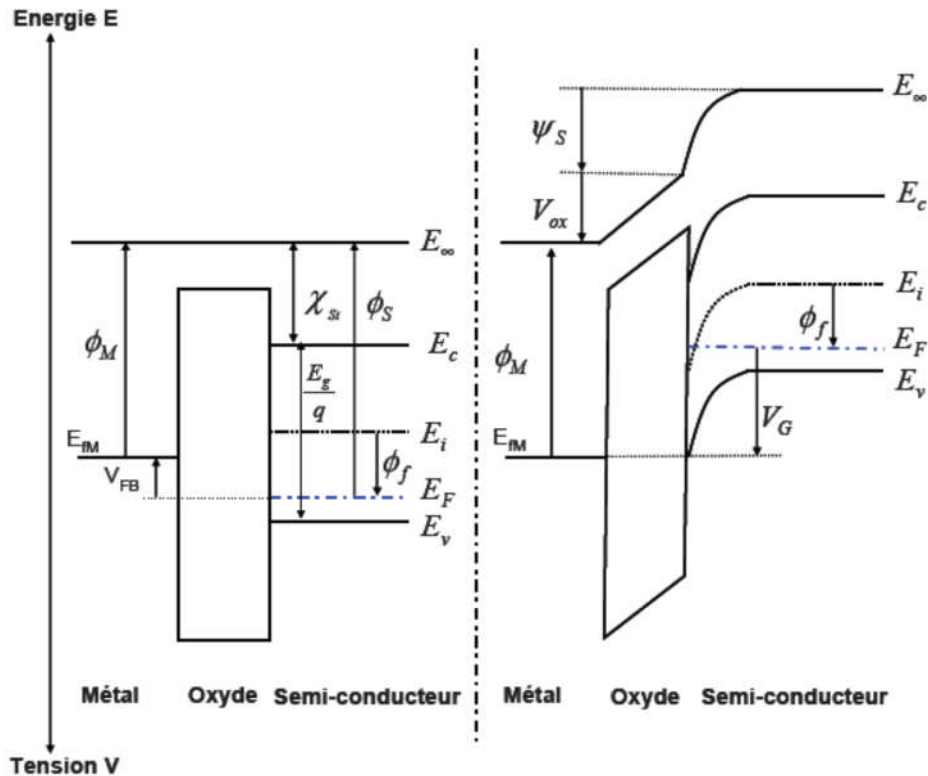 Energie E
E∞
ϕM
χSi
ϕS
Ec
Eg/q
EfM
VFB
Ei
ϕf
EF
Ev
Métal Oxyde Semi-conducteur
Tension V
E∞
ψS
Vox
Ec
Ei
ϕf
EF
ϕM
Ev
VG
EfM
Métal Oxyde Semi-conducteur